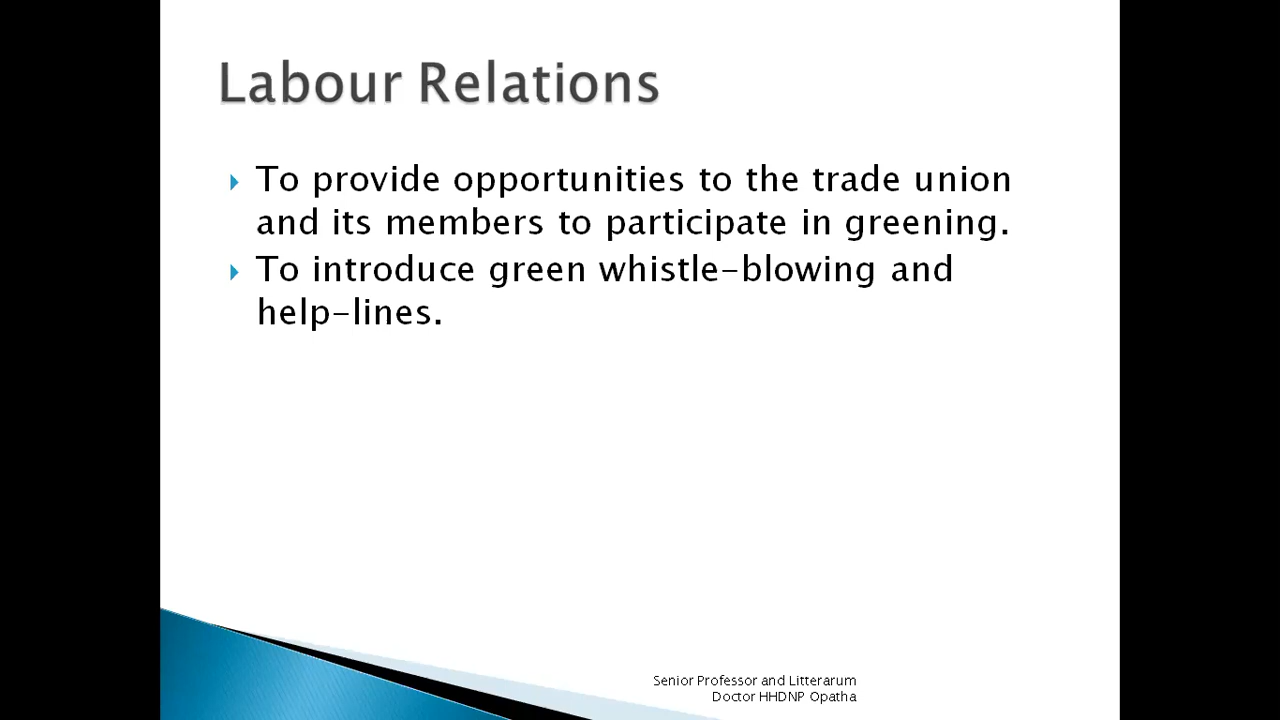 Labour Relations
To provide opportunities to the trade union
and its members to participate in greening.
To introduce green whistle-blowing and
help-lines.
Senior Professor and Litterarum
Doctor HHDNP Opatha